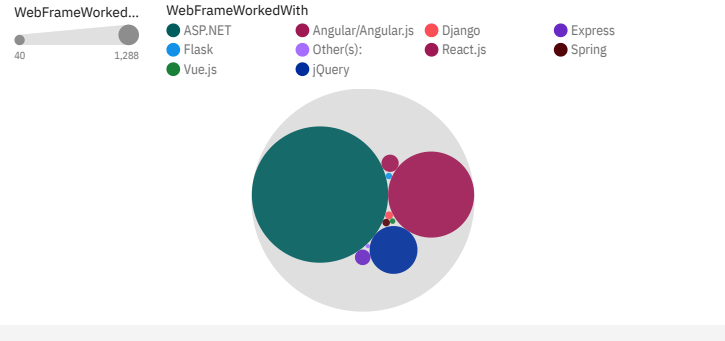 WebFrameWorked...
40
1,288
WebFrameWorkedWith
ASP.NET
Angular/Angular.js
Django
Express
Flask
Other(s):
React.js
Spring
Vue.js
jQuery